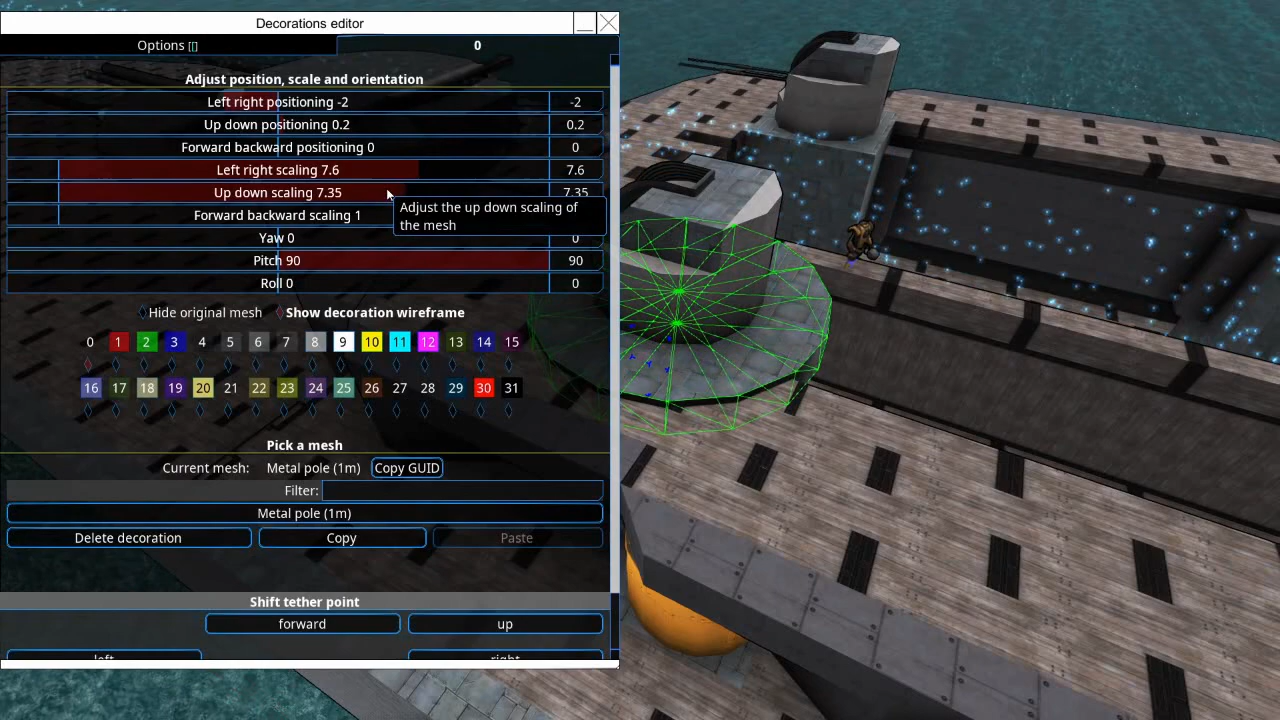 Decorations editor
Options [[]
0
Adjust position, scale and orientation
Left right positioning -2
-2
Up down positioning 0.2
0.2
Forward backward positioning 0
0
Left right scaling 7.6
7.6
Up down scaling 7.35
7.35
Adjust the up down scaling of
the mesh
Forward backward scaling 1
Yaw 0
0
Pitch 90
90
Roll 0
0
Hide original mesh
Show decoration wireframe
0 1 2 3 4 5 6 7 8 9 10 11 12 13 14 15
16 17 18 19 20 21 22 23 24 25 26 27 28 29 30 31
Pick a mesh
Current mesh: Metal pole (1m) Copy GUID
Filter:
Metal pole (1m)
Delete decoration
Copy
Paste
Shift tether point
forward
up
left
right